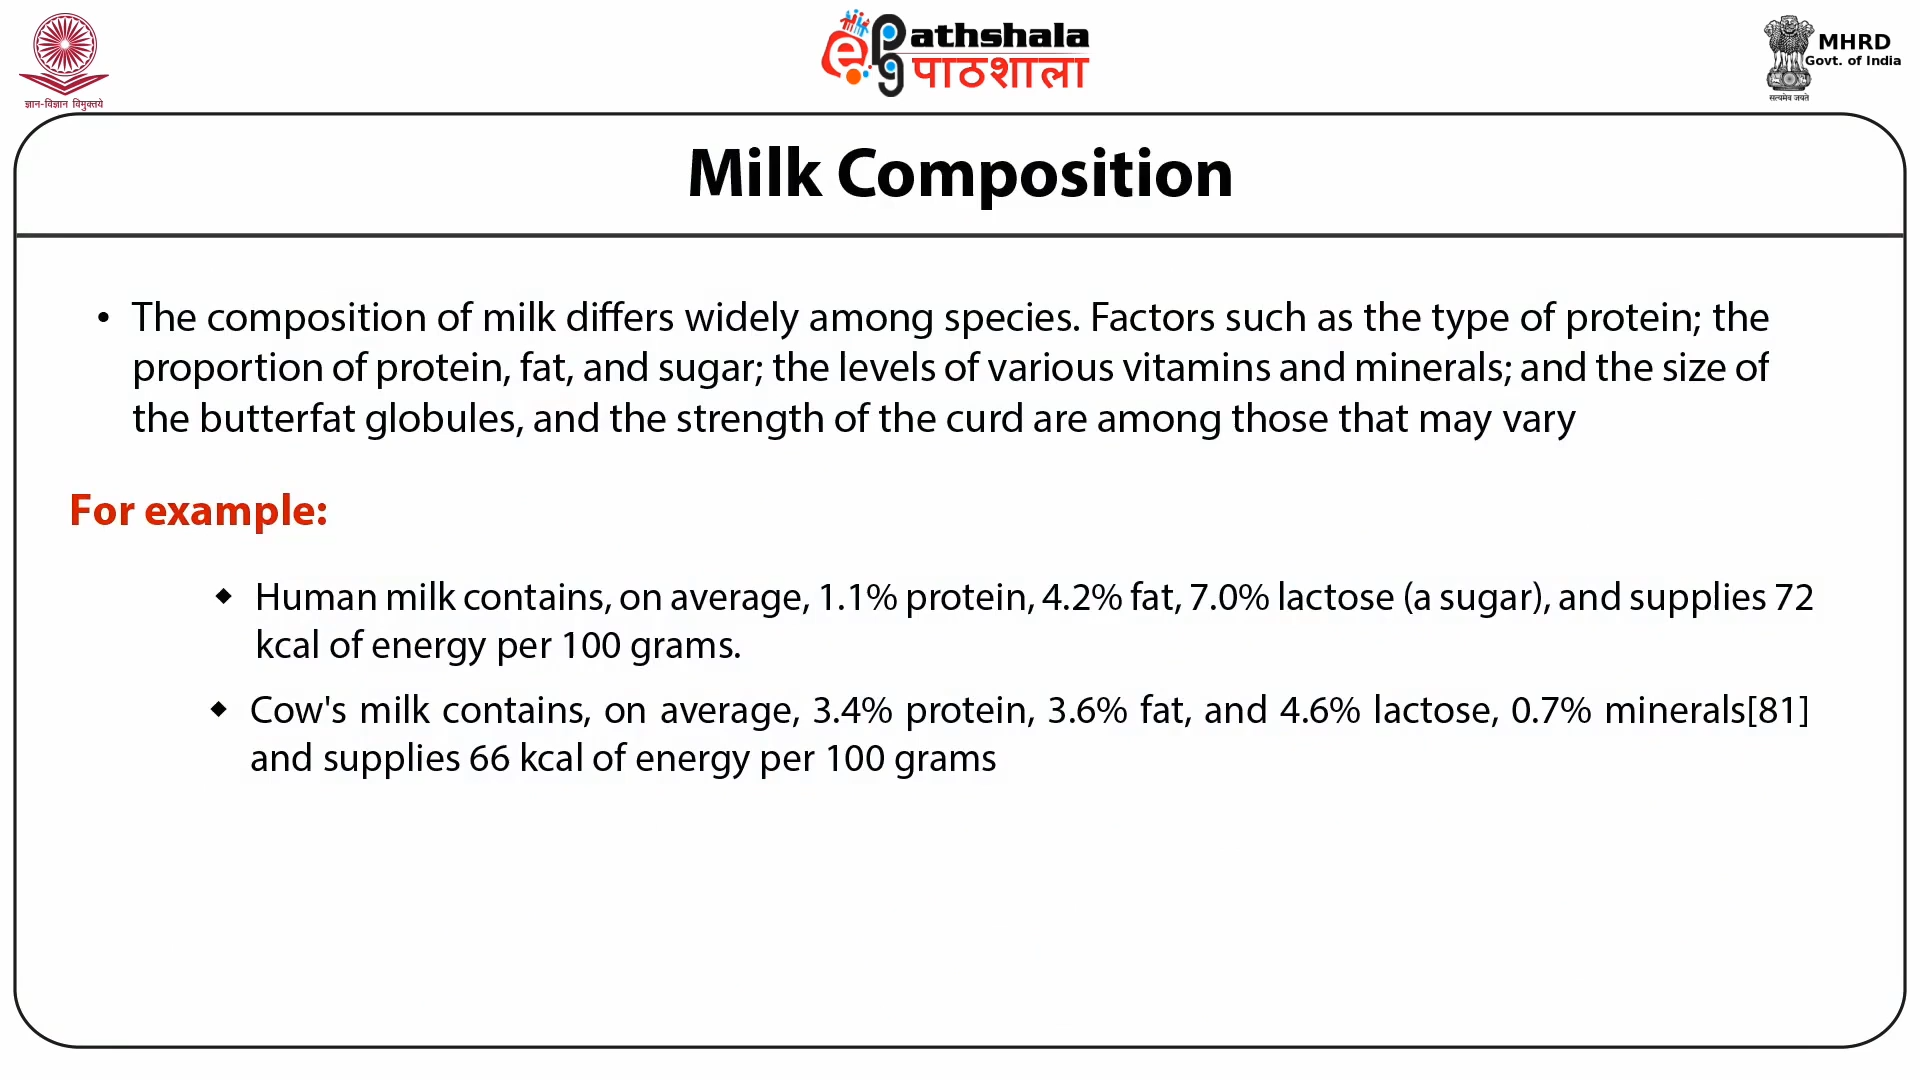 ज्ञान-विज्ञान विमुक्तये
ePathshala
पाठशाला
MHRD
Govt. of India
सत्यमेव जयते
Milk Composition
• The composition of milk differs widely among species. Factors such as the type of protein; the
proportion of protein, fat, and sugar; the levels of various vitamins and minerals; and the size of
the butterfat globules, and the strength of the curd are among those that may vary
For example:
◆ Human milk contains, on average, 1.1% protein, 4.2% fat, 7.0% lactose (a sugar), and supplies 72
kcal of energy per 100 grams.
◆ Cow's milk contains, on average, 3.4% protein, 3.6% fat, and 4.6% lactose, 0.7% minerals[81]
and supplies 66 kcal of energy per 100 grams